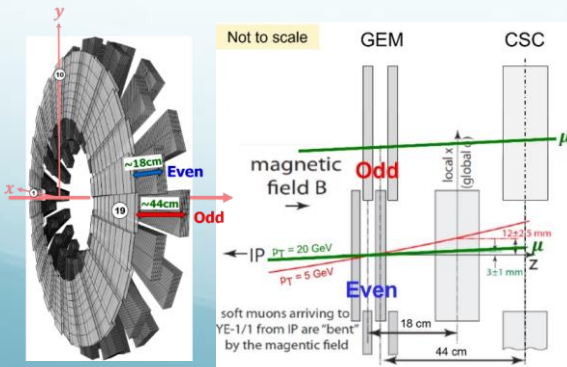 y
10
x
1
~18cm
Even
~44cm
19
Odd
Not to scale
GEM
CSC
μ
Odd
magnetic
field B
local x
(global φ)
12±2.5 mm
IP
pT = 20 GeV
pT = 5 GeV
μ
z
3±1 mm
Even
soft muons arriving to
YE-1/1 from IP are "bent"
by the magentic field
18 cm
44 cm